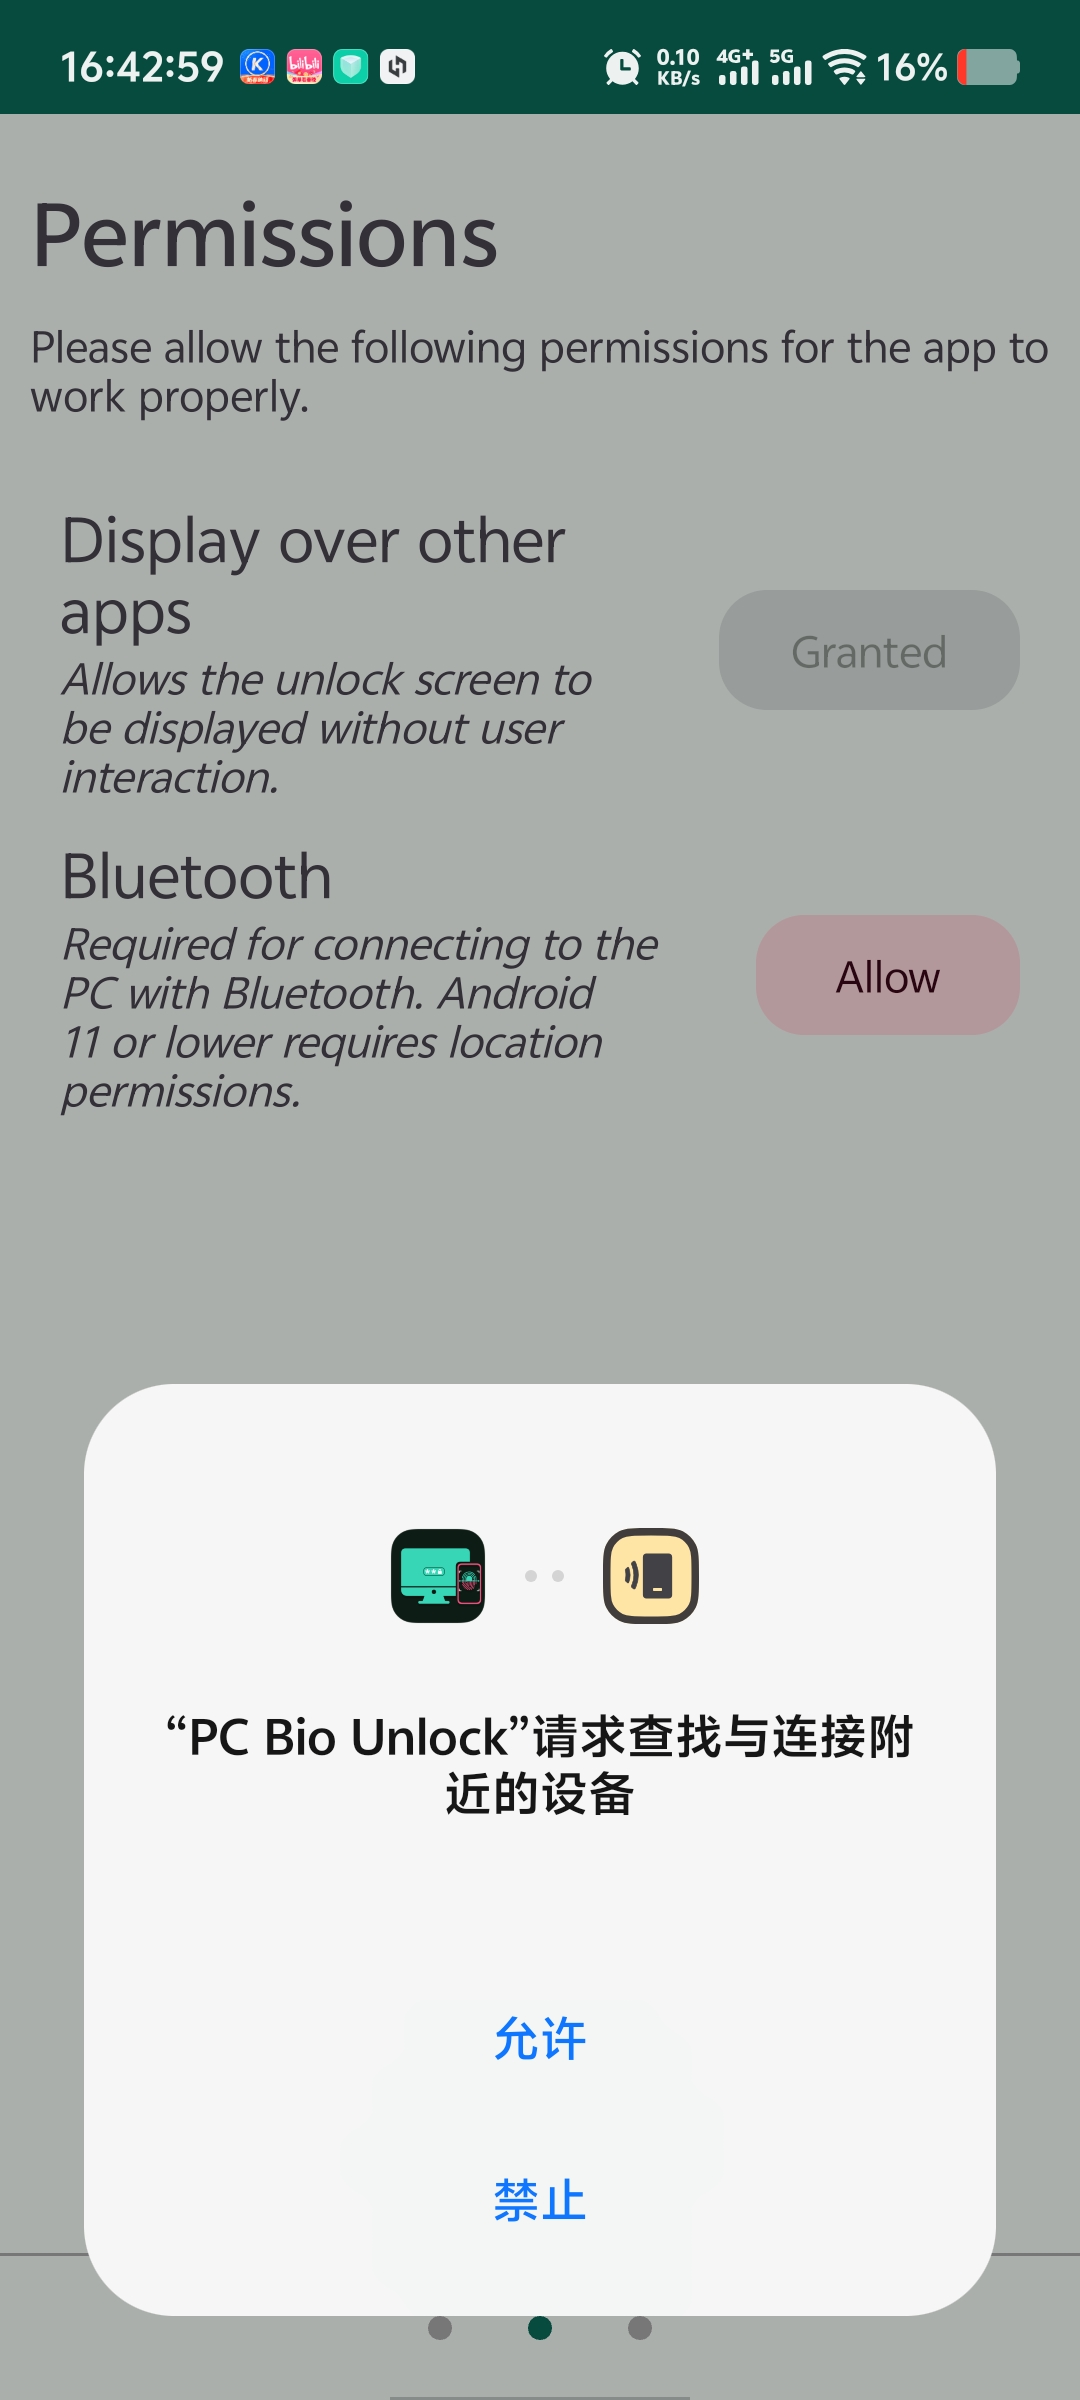 16:42:59 0.10 KB/s 4G+ 5G 16%
Permissions
Please allow the following permissions for the app to
work properly.
Display over other
apps
Allows the unlock screen to
be displayed without user
interaction.
Granted
Bluetooth
Required for connecting to the
PC with Bluetooth. Android
11 or lower requires location
permissions.
Allow
“PC Bio Unlock”请求查找与连接附
近的设备
允许
禁止